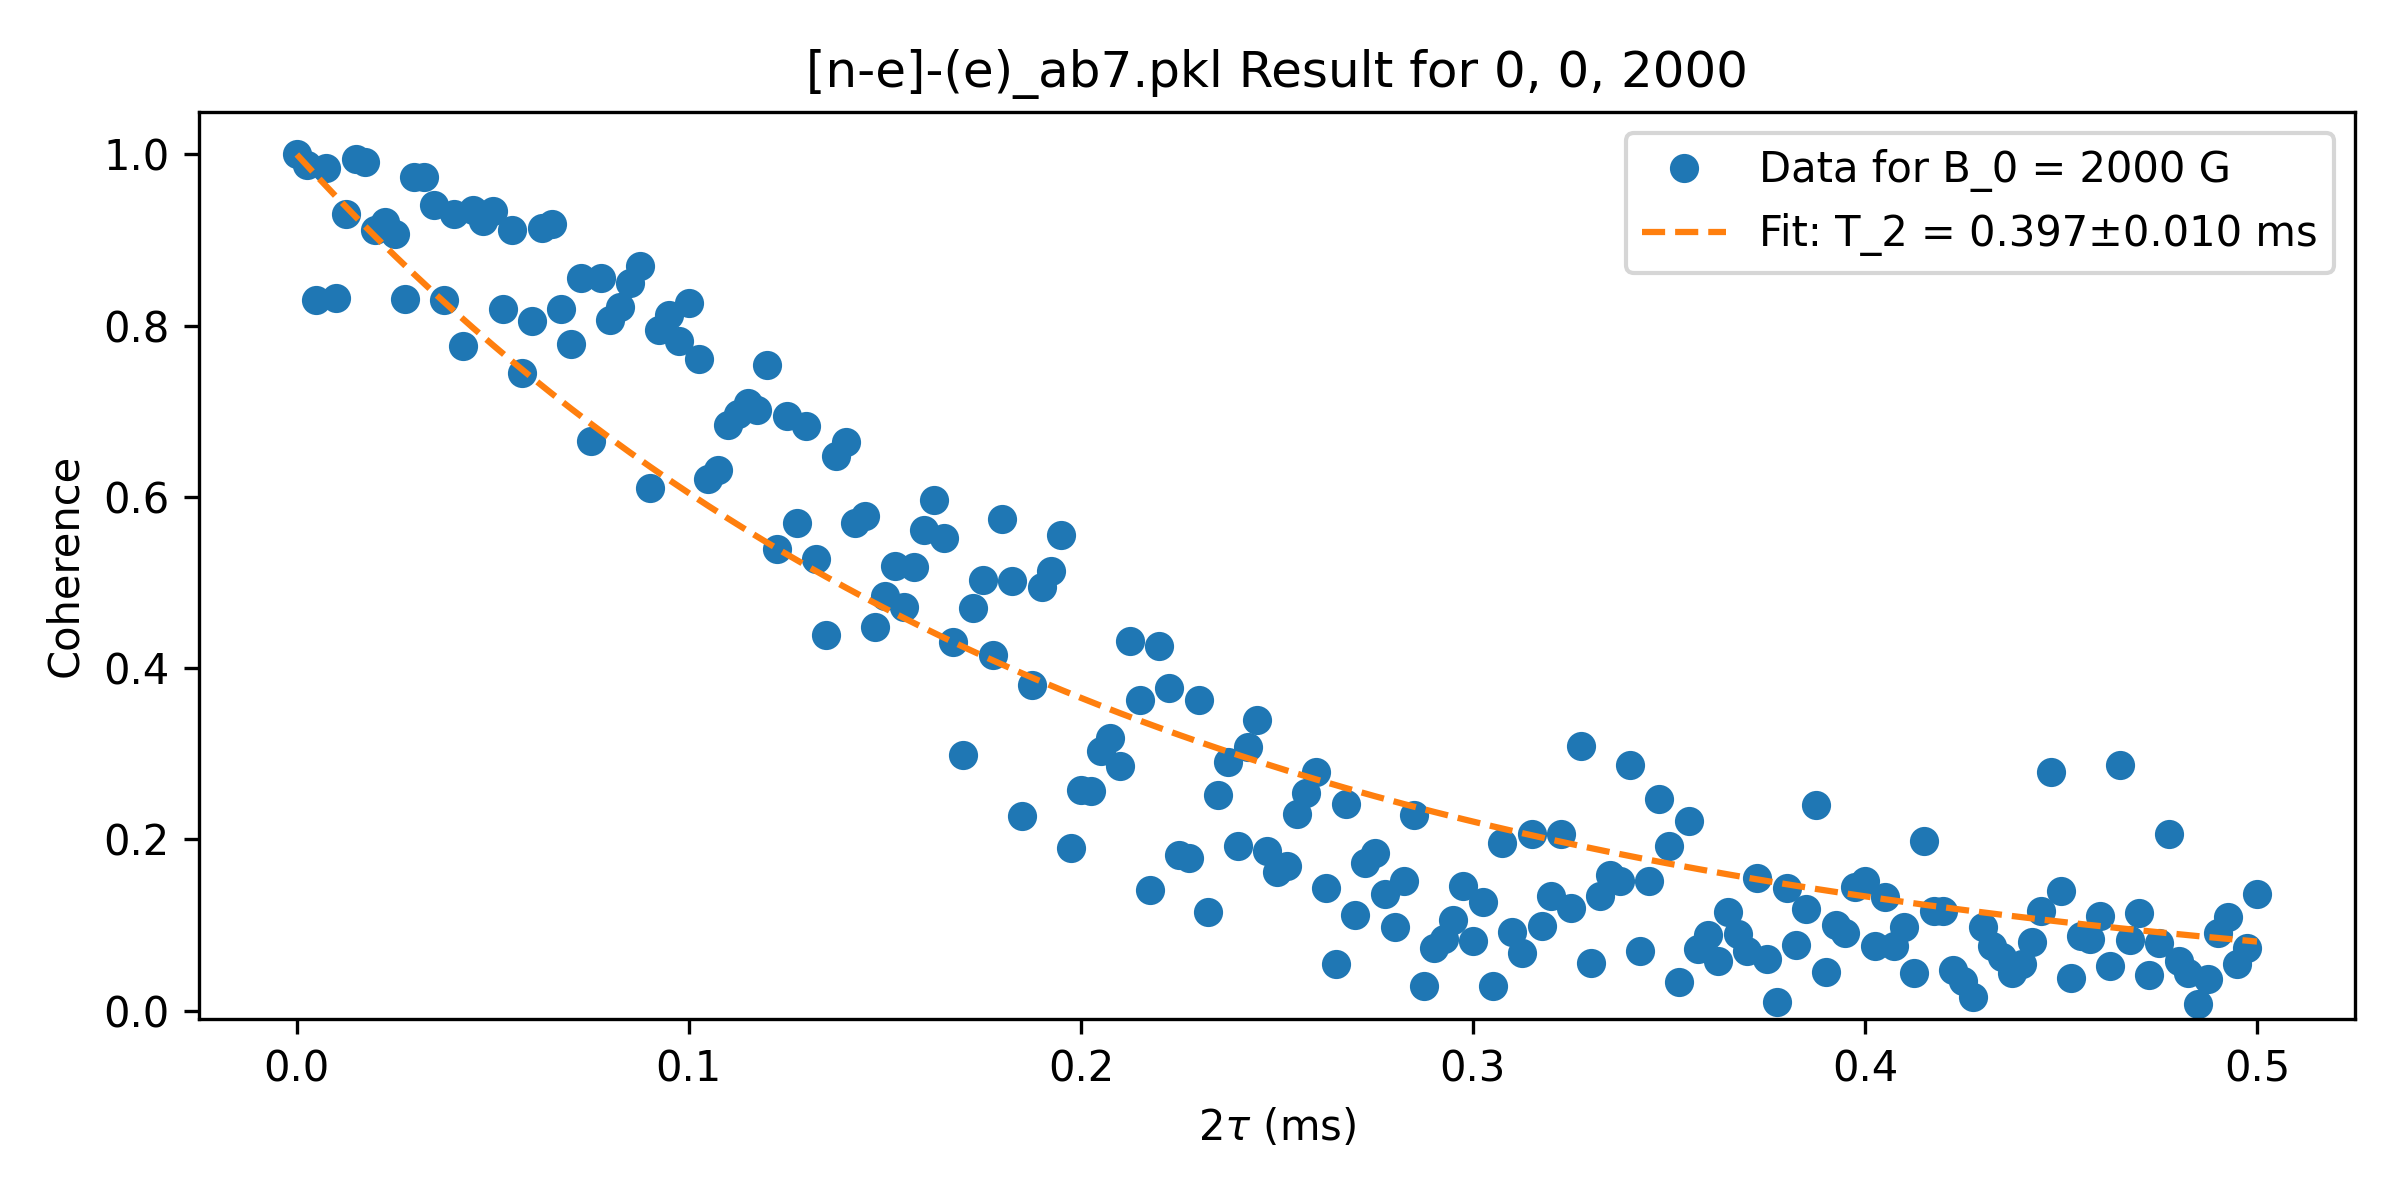 [n-e]-(e)_ab7.pkl Result for 0, 0, 2000
Data for B_0 = 2000 G
Fit: T_2 = 0.397±0.010 ms
1.0
0.8
0.6
0.4
0.2
0.0
Coherence
0.0 0.1 0.2 0.3 0.4 0.5
2τ (ms)